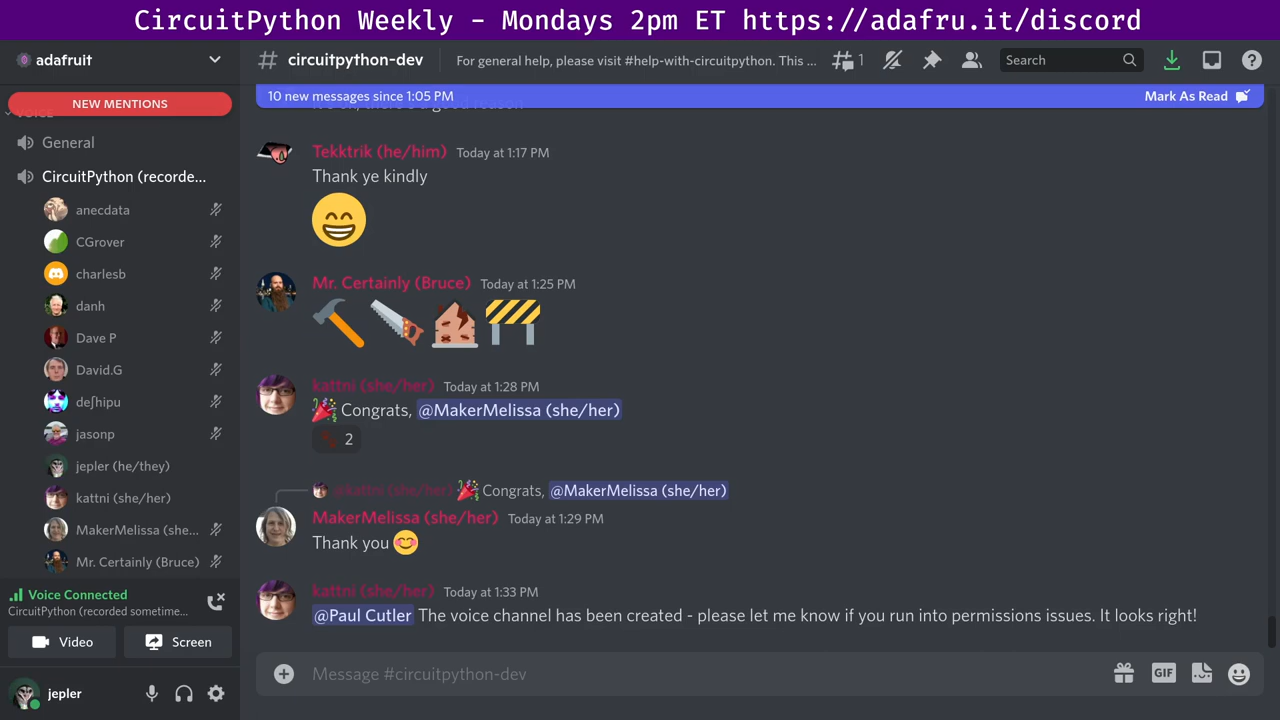 CircuitPython Weekly - Mondays 2pm ET https://adafru.it/discord
adafruit
# circuitpython-dev
For general help, please visit #help-with-circuitpython. This ...
1
Search
NEW MENTIONS
10 new messages since 1:05 PM
Mark As Read
VOICE
General
CircuitPython (recorde...
anecdata
CGrover
charlesb
danh
Dave P
David.G
deʃhipu
jasonp
jepler (he/they)
kattni (she/her)
MakerMelissa (she...
Mr. Certainly (Bruce)
Voice Connected
CircuitPython (recorded sometime...
Video
Screen
jepler
Tekktrik (he/him) Today at 1:17 PM
Thank ye kindly
Mr. Certainly (Bruce) Today at 1:25 PM
kattni (she/her) Today at 1:28 PM
Congrats, @MakerMelissa (she/her)
2
@kattni (she/her) Congrats, @MakerMelissa (she/her)
MakerMelissa (she/her) Today at 1:29 PM
Thank you
kattni (she/her) Today at 1:33 PM
@Paul Cutler The voice channel has been created - please let me know if you run into permissions issues. It looks right!
Message #circuitpython-dev
GIF